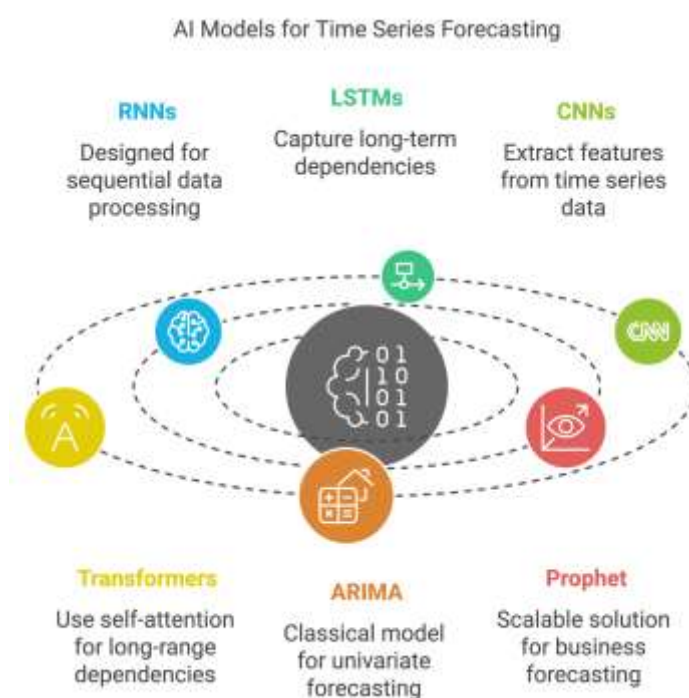 AI Models for Time Series Forecasting
RNNs
Designed for
sequential data
processing
LSTMs
Capture long-term
dependencies
CNNs
Extract features
from time series
data
CNN
01
10
01
01
A
Transformers
Use self-attention
for long-range
dependencies
ARIMA
Classical model
for univariate
forecasting
Prophet
Scalable solution
for business
forecasting